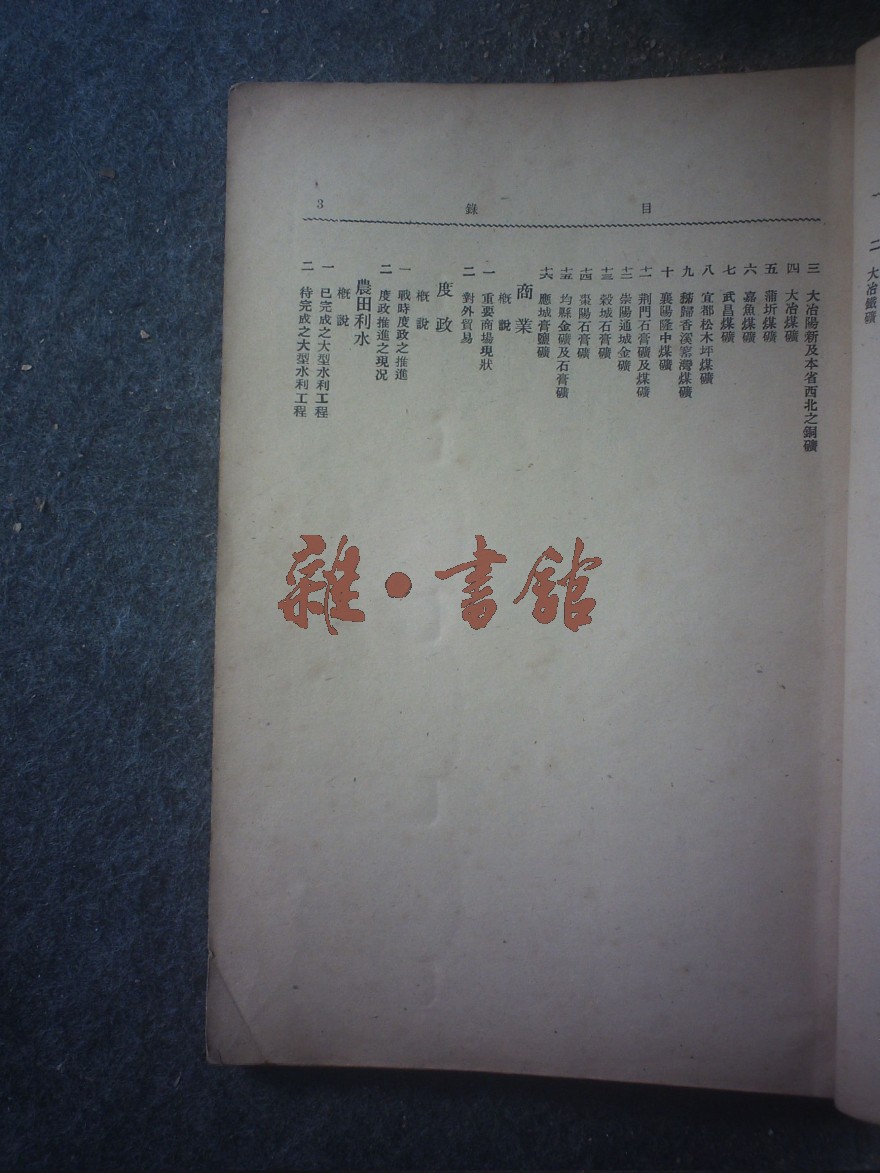 二 大冶鐵礦
目錄
3
三 大冶陽新及本省西北之銅礦
四 大冶煤礦
五 蒲圻煤礦
六 嘉魚煤礦
七 武昌煤礦
八 宜都松木坪煤礦
九 秭歸香溪窰灣煤礦
十 襄陽隆中煤礦
十一 荆門石膏礦及煤礦
十二 崇陽通城金礦
十三 穀城石膏礦
十四 棗陽石膏礦
十五 均縣金礦及石膏礦
十六 應城膏鹽礦
商業
概說
一 重要商場現狀
二 對外貿易
度政
概說
一 戰時度政之推進
二 度政推進之現况
農田利水
概說
一 已完成之大型水利工程
二 待完成之大型水利工程
雜·書館